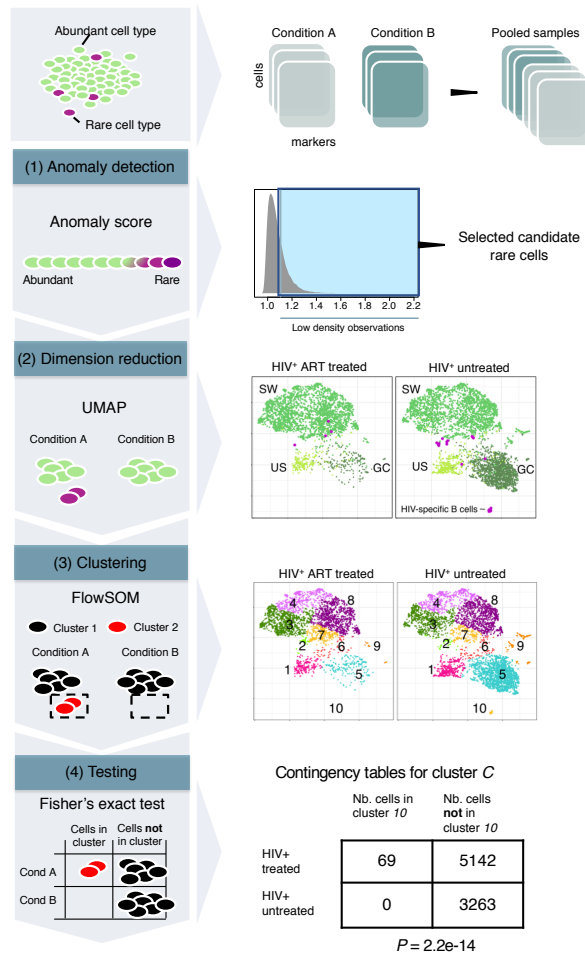 Abundant cell type
Rare cell type
Condition A
Condition B
Pooled samples
cells
markers
(1) Anomaly detection
Anomaly score
Abundant
Rare
1.0 1.2 1.4 1.6 1.8 2.0 2.2
Low density observations
Selected candidate
rare cells
(2) Dimension reduction
UMAP
Condition A
Condition B
HIV⁺ ART treated
HIV⁺ untreated
SW
US
GC
SW
US
GC
HIV-specific B cells
(3) Clustering
FlowSOM
Cluster 1
Cluster 2
Condition A
Condition B
HIV⁺ ART treated
HIV⁺ untreated
4
8
3
7
2
6
9
1
5
10
4
8
3
7
2
6
9
1
5
10
(4) Testing
Fisher's exact test
Cells in
cluster
Cells not
in cluster
Cond A
Cond B
Contingency tables for cluster C
Nb. cells in
cluster 10
Nb. cells
not in
cluster 10
HIV+
treated
69
5142
HIV+
untreated
0
3263
P = 2.2e-14